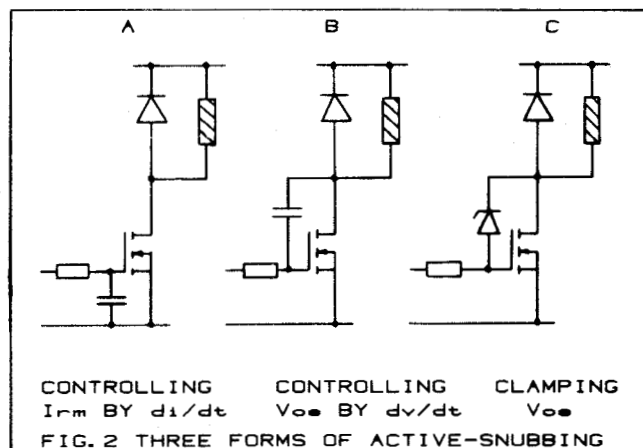 A B C
CONTROLLING CONTROLLING CLAMPING
Irm BY di/dt Voe BY dv/dt Voe
FIG. 2 THREE FORMS OF ACTIVE-SNUBBING